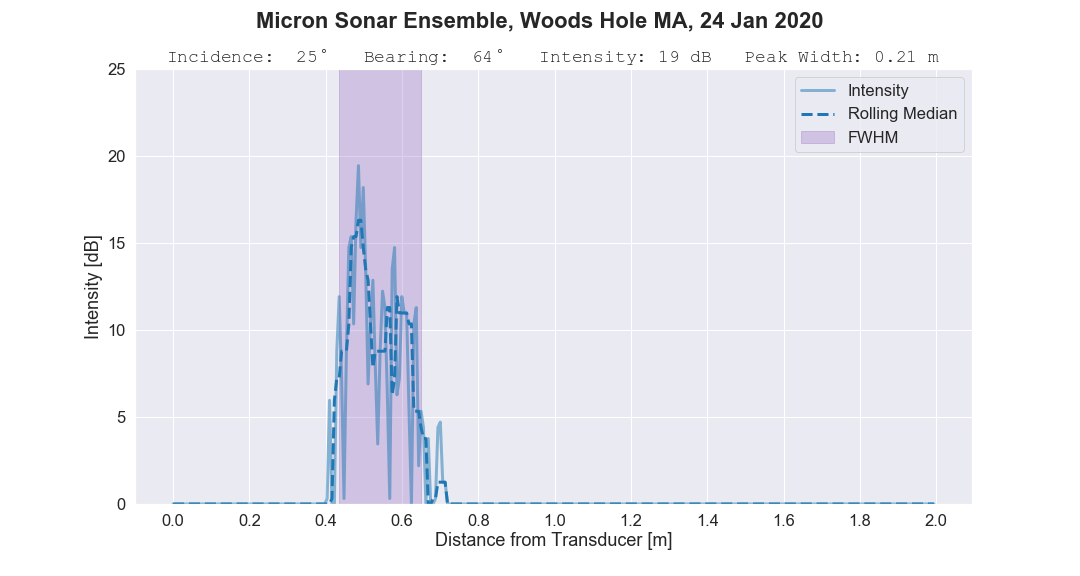 Micron Sonar Ensemble, Woods Hole MA, 24 Jan 2020
Incidence: 25° Bearing: 64° Intensity: 19 dB Peak Width: 0.21 m
Intensity
Rolling Median
FWHM
25
20
15
10
5
0
Intensity [dB]
0.0 0.2 0.4 0.6 0.8 1.0 1.2 1.4 1.6 1.8 2.0
Distance from Transducer [m]